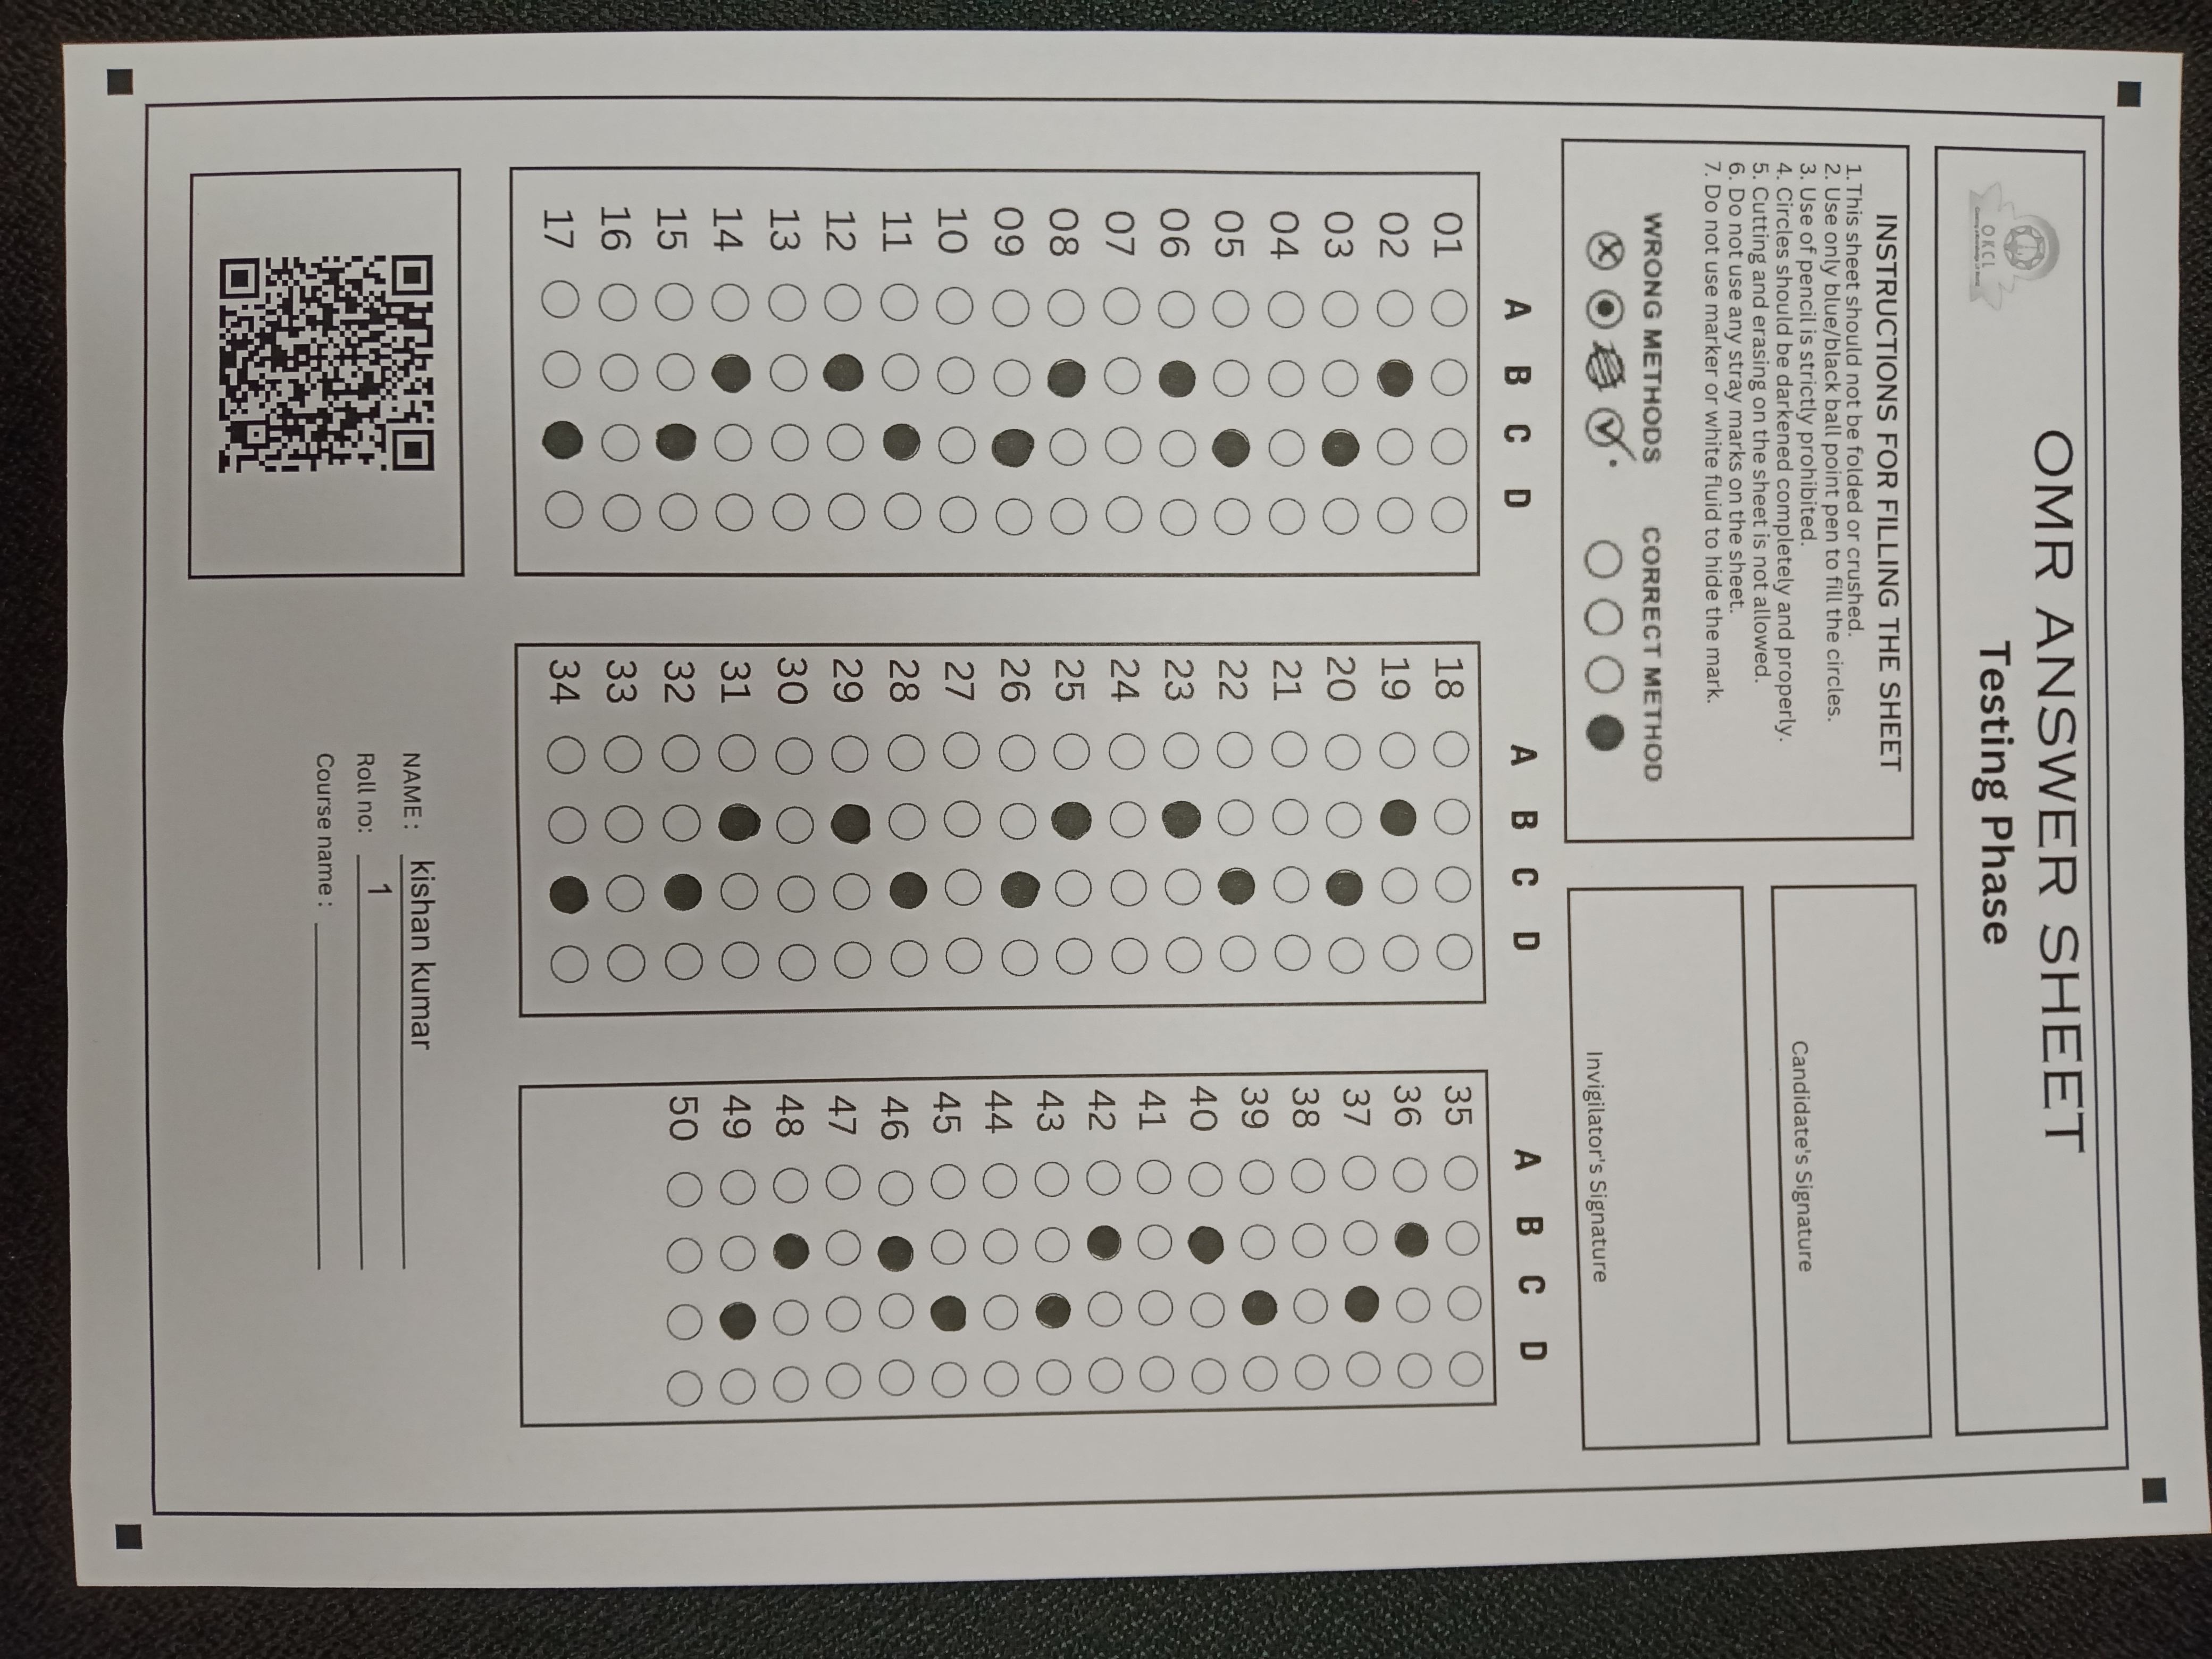 OMR ANSWER SHEET
Testing Phase
OKCL
INSTRUCTIONS FOR FILLING THE SHEET
1. This sheet should not be folded or crushed.
2. Use only blue/black ball point pen to fill the circles.
3. Use of pencil is strictly prohibited.
4. Circles should be darkened completely and properly.
5. Cutting and erasing on the sheet is not allowed.
6. Do not use any stray marks on the sheet.
7. Do not use marker or white fluid to hide the mark.
WRONG METHODS CORRECT METHOD
Candidate's Signature
Invigilator's Signature
A B C D
01
02
03
04
05
06
07
08
09
10
11
12
13
14
15
16
17
A B C D
18
19
20
21
22
23
24
25
26
27
28
29
30
31
32
33
34
A B C D
35
36
37
38
39
40
41
42
43
44
45
46
47
48
49
50
NAME : kishan kumar
Roll no: 1
Course name :